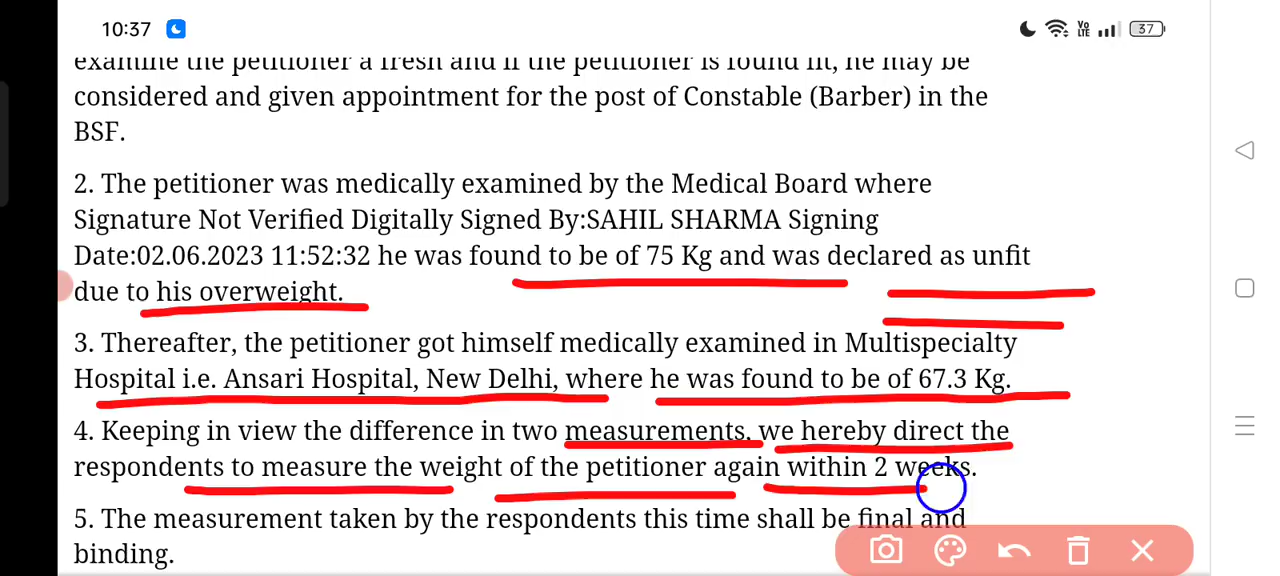 10:37
Vo LTE
37
examine the petitioner a fresh and if the petitioner is found fit, he may be
considered and given appointment for the post of Constable (Barber) in the
BSF.
2. The petitioner was medically examined by the Medical Board where
Signature Not Verified Digitally Signed By:SAHIL SHARMA Signing
Date:02.06.2023 11:52:32 he was found to be of 75 Kg and was declared as unfit
due to his overweight.
3. Thereafter, the petitioner got himself medically examined in Multispecialty
Hospital i.e. Ansari Hospital, New Delhi, where he was found to be of 67.3 Kg.
4. Keeping in view the difference in two measurements, we hereby direct the
respondents to measure the weight of the petitioner again within 2 weeks.
5. The measurement taken by the respondents this time shall be final and
binding.